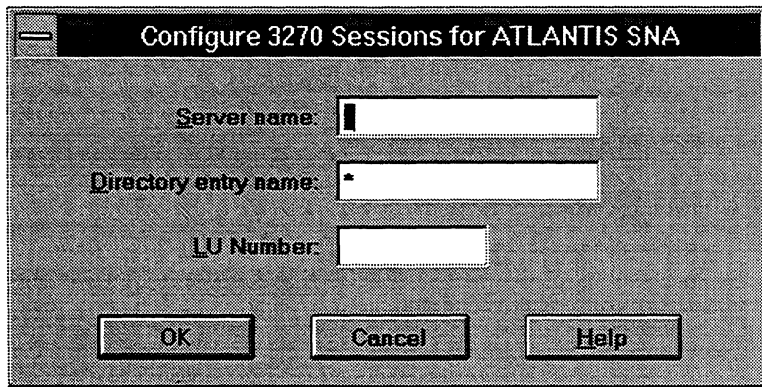 Configure 3270 Sessions for ATLANTIS SNA
Server name:
Directory entry name: *
LU Number:
OK Cancel Help